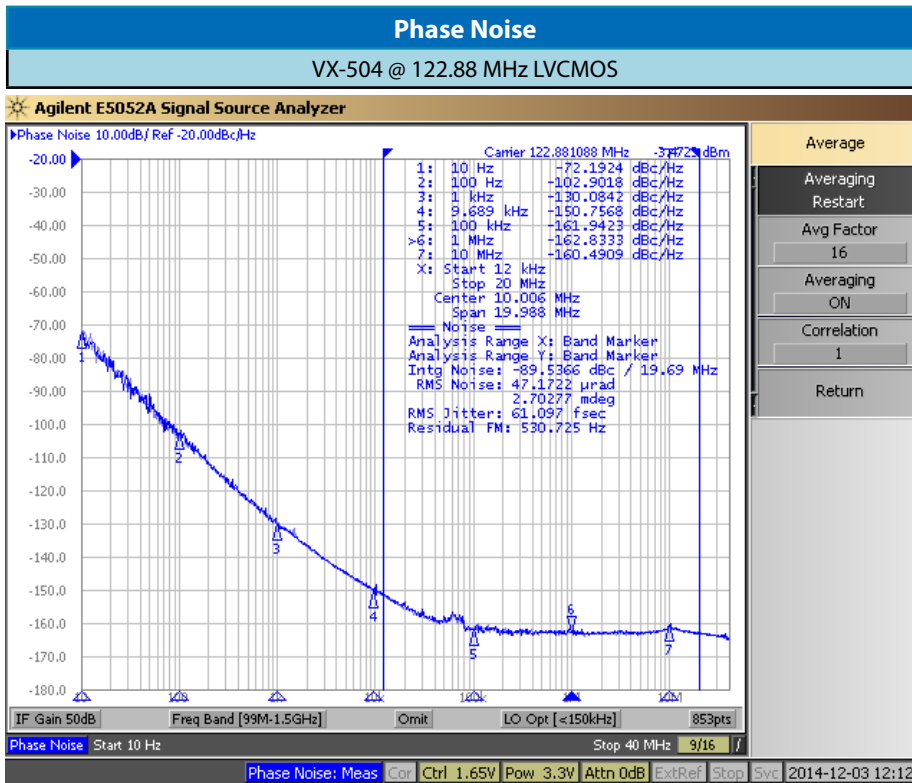 Phase Noise
VX-504 @ 122.88 MHz LVCMOS
Agilent E5052A Signal Source Analyzer
Phase Noise 10.00dB/ Ref -20.00dBc/Hz
Carrier 122.881088 MHz dBm
1: 10 Hz -72.1924 dBc/Hz
2: 100 Hz -102.9018 dBc/Hz
3: 1 kHz -130.0842 dBc/Hz
4: 9.689 kHz -150.7568 dBc/Hz
5: 100 kHz -161.9423 dBc/Hz
>6: 1 MHz -162.8333 dBc/Hz
7: 10 MHz -160.4909 dBc/Hz
X: Start 12 kHz
Stop 20 MHz
Center 10.006 MHz
Span 19.988 MHz
=== Noise ===
Analysis Range X: Band Marker
Analysis Range Y: Band Marker
Intg Noise: -89.5366 dBc / 19.69 MHz
RMS Noise: 47.1722 µrad
2.70277 mdeg
RMS Jitter: 61.097 fsec
Residual FM: 530.725 Hz
-20.00
-30.00
-40.00
-50.00
-60.00
-70.00
-80.00
-90.00
-100.0
-110.0
-120.0
-130.0
-140.0
-150.0
-160.0
-170.0
-180.0
1
2
3
4
5
6
7
10 100 1k 10k 100k 1M 10M
IF Gain 50dB Freq Band [99M-1.5GHz] Omit LO Opt [<150kHz] 853pts
Phase Noise Start 10 Hz Stop 40 MHz 9/16
Phase Noise: Meas Cor Ctrl 1.65V Pow 3.3V Attn 0dB ExtRef Stop Svc 2014-12-03 12:12
Average
Averaging
Restart
Avg Factor
16
Averaging
ON
Correlation
1
Return